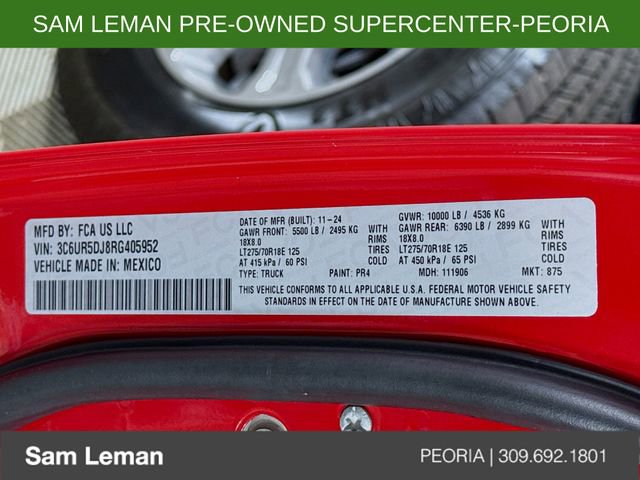 SAM LEMAN PRE-OWNED SUPERCENTER-PEORIA
MFD BY: FCA US LLC
VIN: 3C6UR5DJ8RG405952
VEHICLE MADE IN: MEXICO
DATE OF MFR (BUILT): 11-24
GAWR FRONT: 5500 LB / 2495 KG
WITH
18X8.0
RIMS
LT275/70R18E 125
TIRES
AT 415 kPa / 60 PSI
COLD
TYPE: TRUCK
PAINT: PR4
GVWR: 10000 LB / 4536 KG
GAWR REAR: 6390 LB / 2899 KG
WITH
18X8.0
RIMS
LT275/70R18E 125
TIRES
AT 450 kPa / 65 PSI
COLD
MDH: 111906
MKT: 875
THIS VEHICLE CONFORMS TO ALL APPLICABLE U.S.A. FEDERAL MOTOR VEHICLE SAFETY
STANDARDS IN EFFECT ON THE DATE OF MANUFACTURE SHOWN ABOVE.
Sam Leman
PEORIA | 309.692.1801